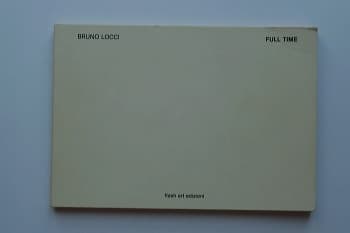 BRUNO LOCCI
FULL TIME
flash art edizioni